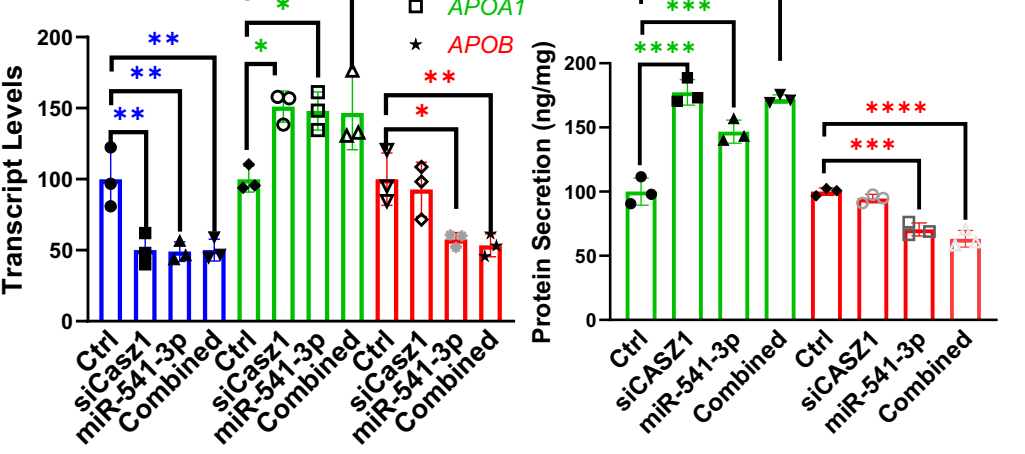 Transcript Levels
200
150
100
50
0
**
**
**
*
*
**
*
APOA1
APOB
Ctrl
siCasz1
miR-541-3p
Combined
Ctrl
siCasz1
miR-541-3p
Combined
Ctrl
siCasz1
miR-541-3p
Combined
Protein Secretion (ng/mg)
200
150
100
50
0
***
****
****
***
Ctrl
siCASZ1
miR-541-3p
Combined
Ctrl
siCASZ1
miR-541-3p
Combined